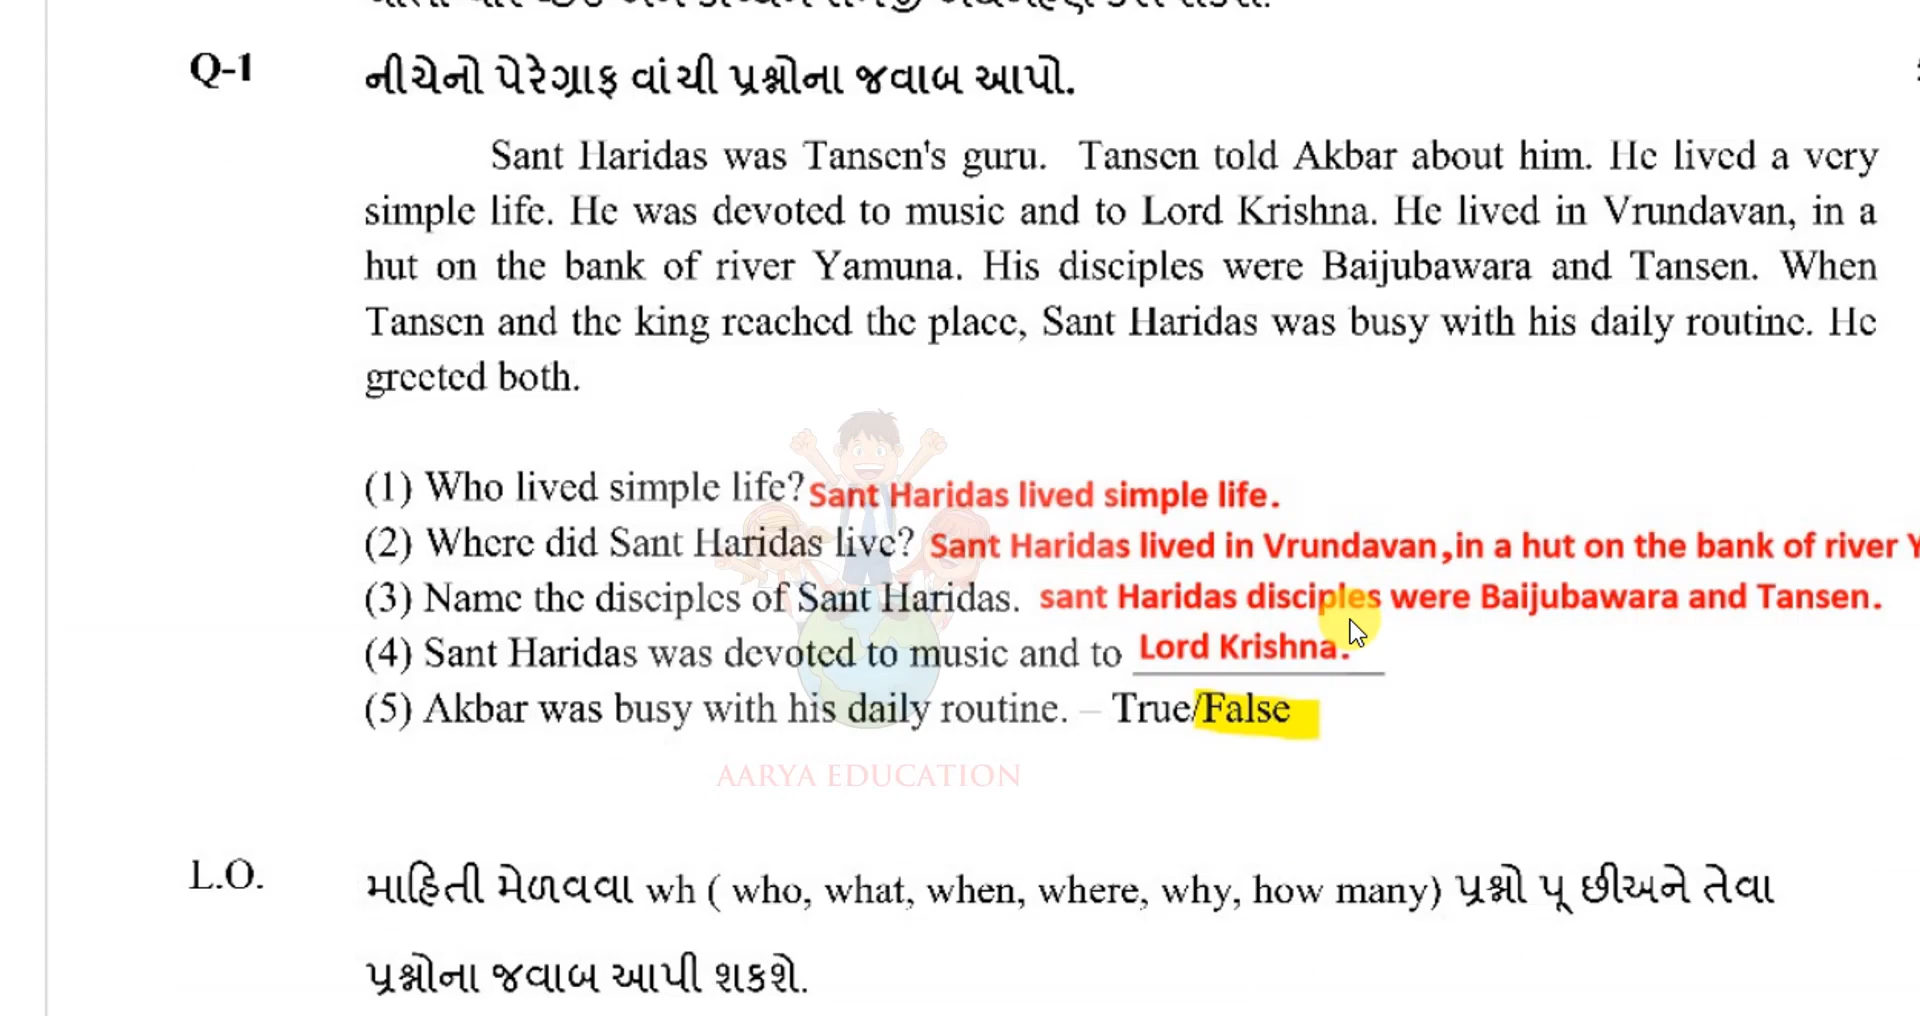 Q-1 નીચેનો પેરેગ્રાફ વાંચી પ્રશ્નોના જવાબ આપો.
Sant Haridas was Tansen's guru. Tansen told Akbar about him. He lived a very
simple life. He was devoted to music and to Lord Krishna. He lived in Vrundavan, in a
hut on the bank of river Yamuna. His disciples were Baijubawara and Tansen. When
Tansen and the king reached the place, Sant Haridas was busy with his daily routine. He
greeted both.
(1) Who lived simple life? Sant Haridas lived simple life.
(2) Where did Sant Haridas live? Sant Haridas lived in Vrundavan,in a hut on the bank of river Y
(3) Name the disciples of Sant Haridas. sant Haridas disciples were Baijubawara and Tansen.
(4) Sant Haridas was devoted to music and to Lord Krishna.
(5) Akbar was busy with his daily routine. – True/False
AARYA EDUCATION
L.O. માહિતી મેળવવા wh ( who, what, when, where, why, how many) પ્રશ્નો પૂ છીઅને તેવા
પ્રશ્નોના જવાબ આપી શકશે.